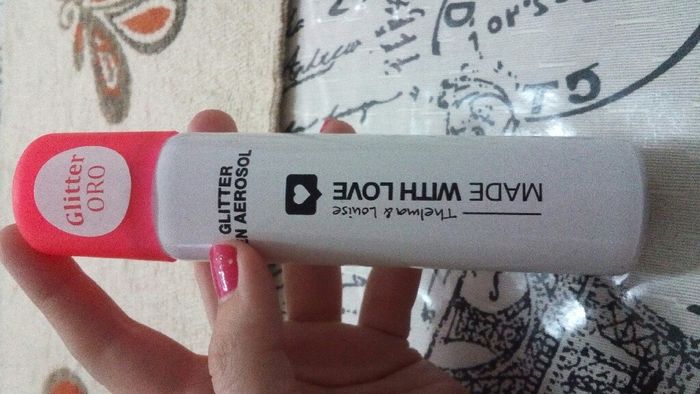 Glitter
ORO
GLITTER
EN AEROSOL
MADE WITH LOVE
Thelma & Louise